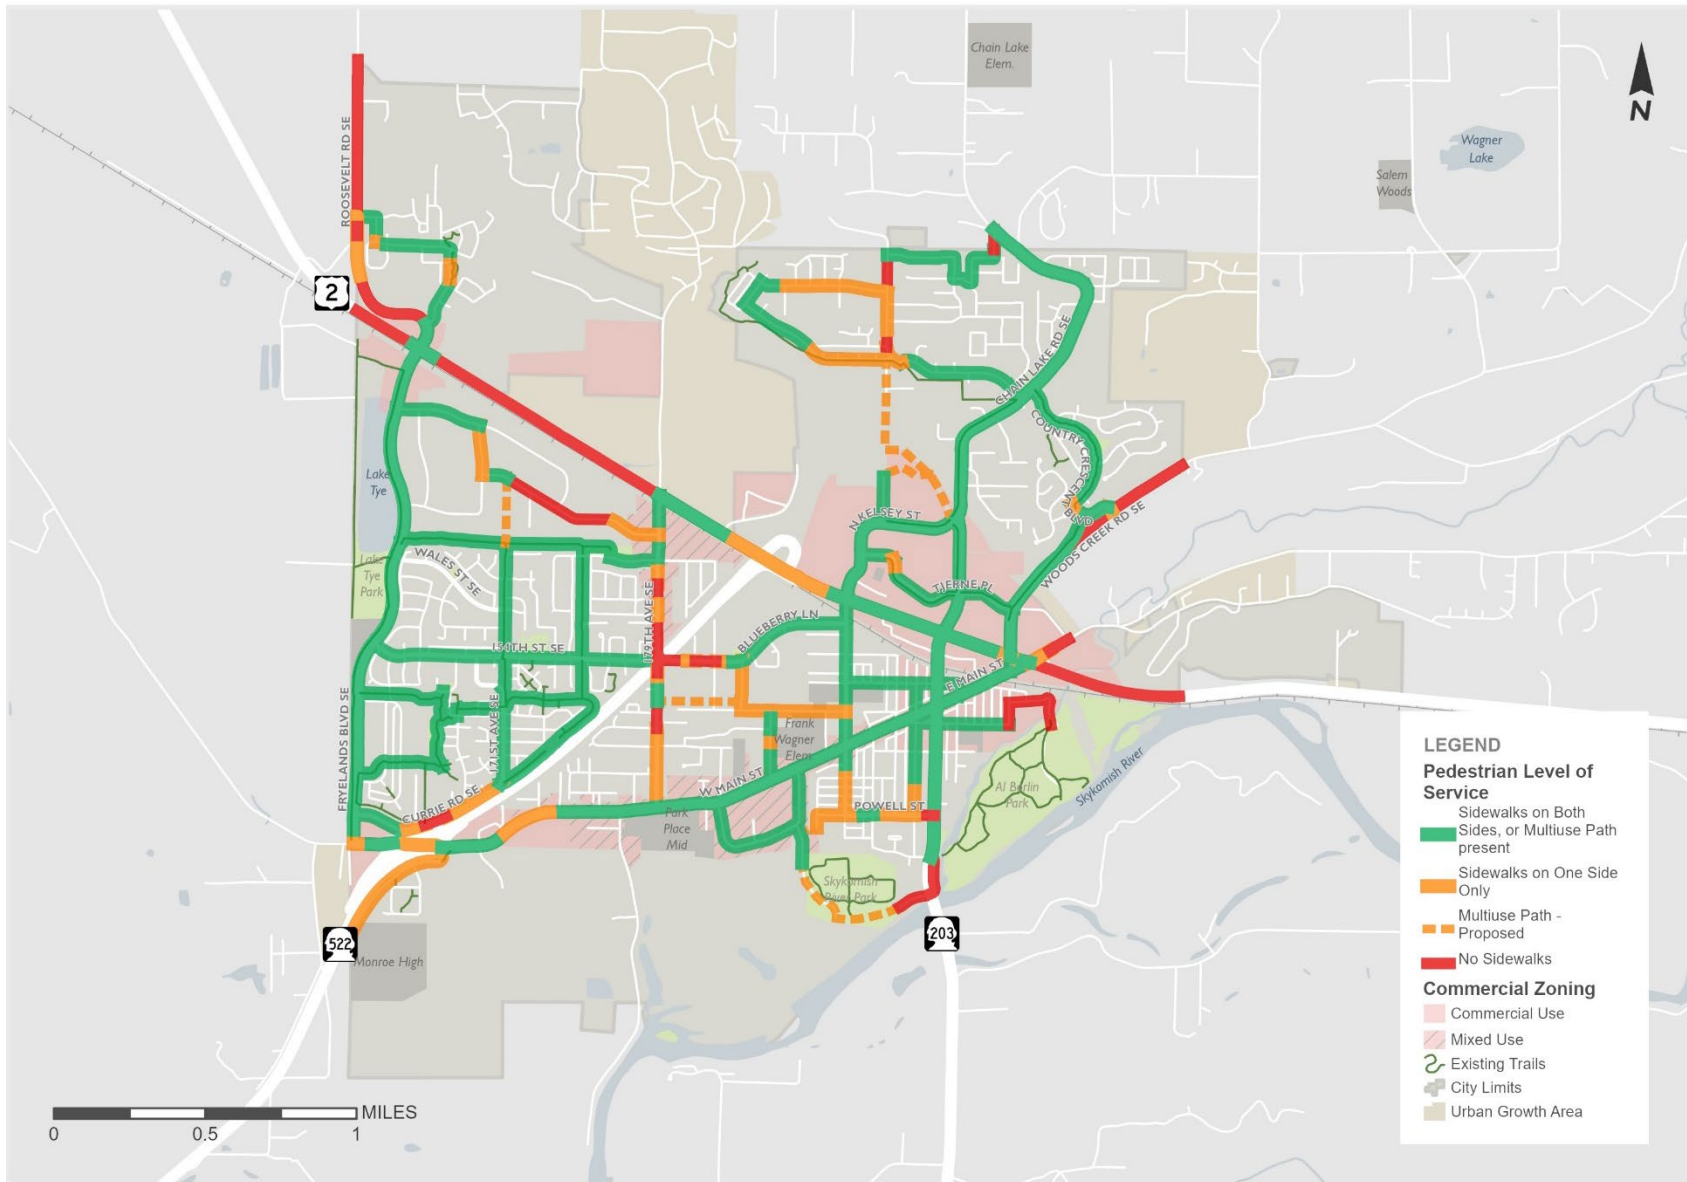 Chain Lake
Elem.
N
Wagner
Lake
Salem
Woods
ROOSEVELT RD SE
2
CHAIN LAKE RD SE
COUNTRY CRESCENT
BLVD
Lake
Tye
N KELSEY ST
WOODS CREEK RD SE
WALES ST SE
Lake
Tye
Park
TJERNE PL
179TH AVE SE
BLUEBERRY LN
154TH ST SE
E MAIN ST
FRYELANDS BLVD SE
171ST AVE SE
Frank
Wagner
Elem
Skykomish River
W MAIN ST
Al Borlin
Park
CURRIE RD SE
POWELL ST
Park
Place
Mid
Skykomish
River Park
522
203
Monroe High
LEGEND
Pedestrian Level of
Service
Sidewalks on Both
Sides, or Multiuse Path
present
Sidewalks on One Side
Only
Multiuse Path -
Proposed
No Sidewalks
Commercial Zoning
Commercial Use
Mixed Use
Existing Trails
City Limits
Urban Growth Area
MILES
0 0.5 1